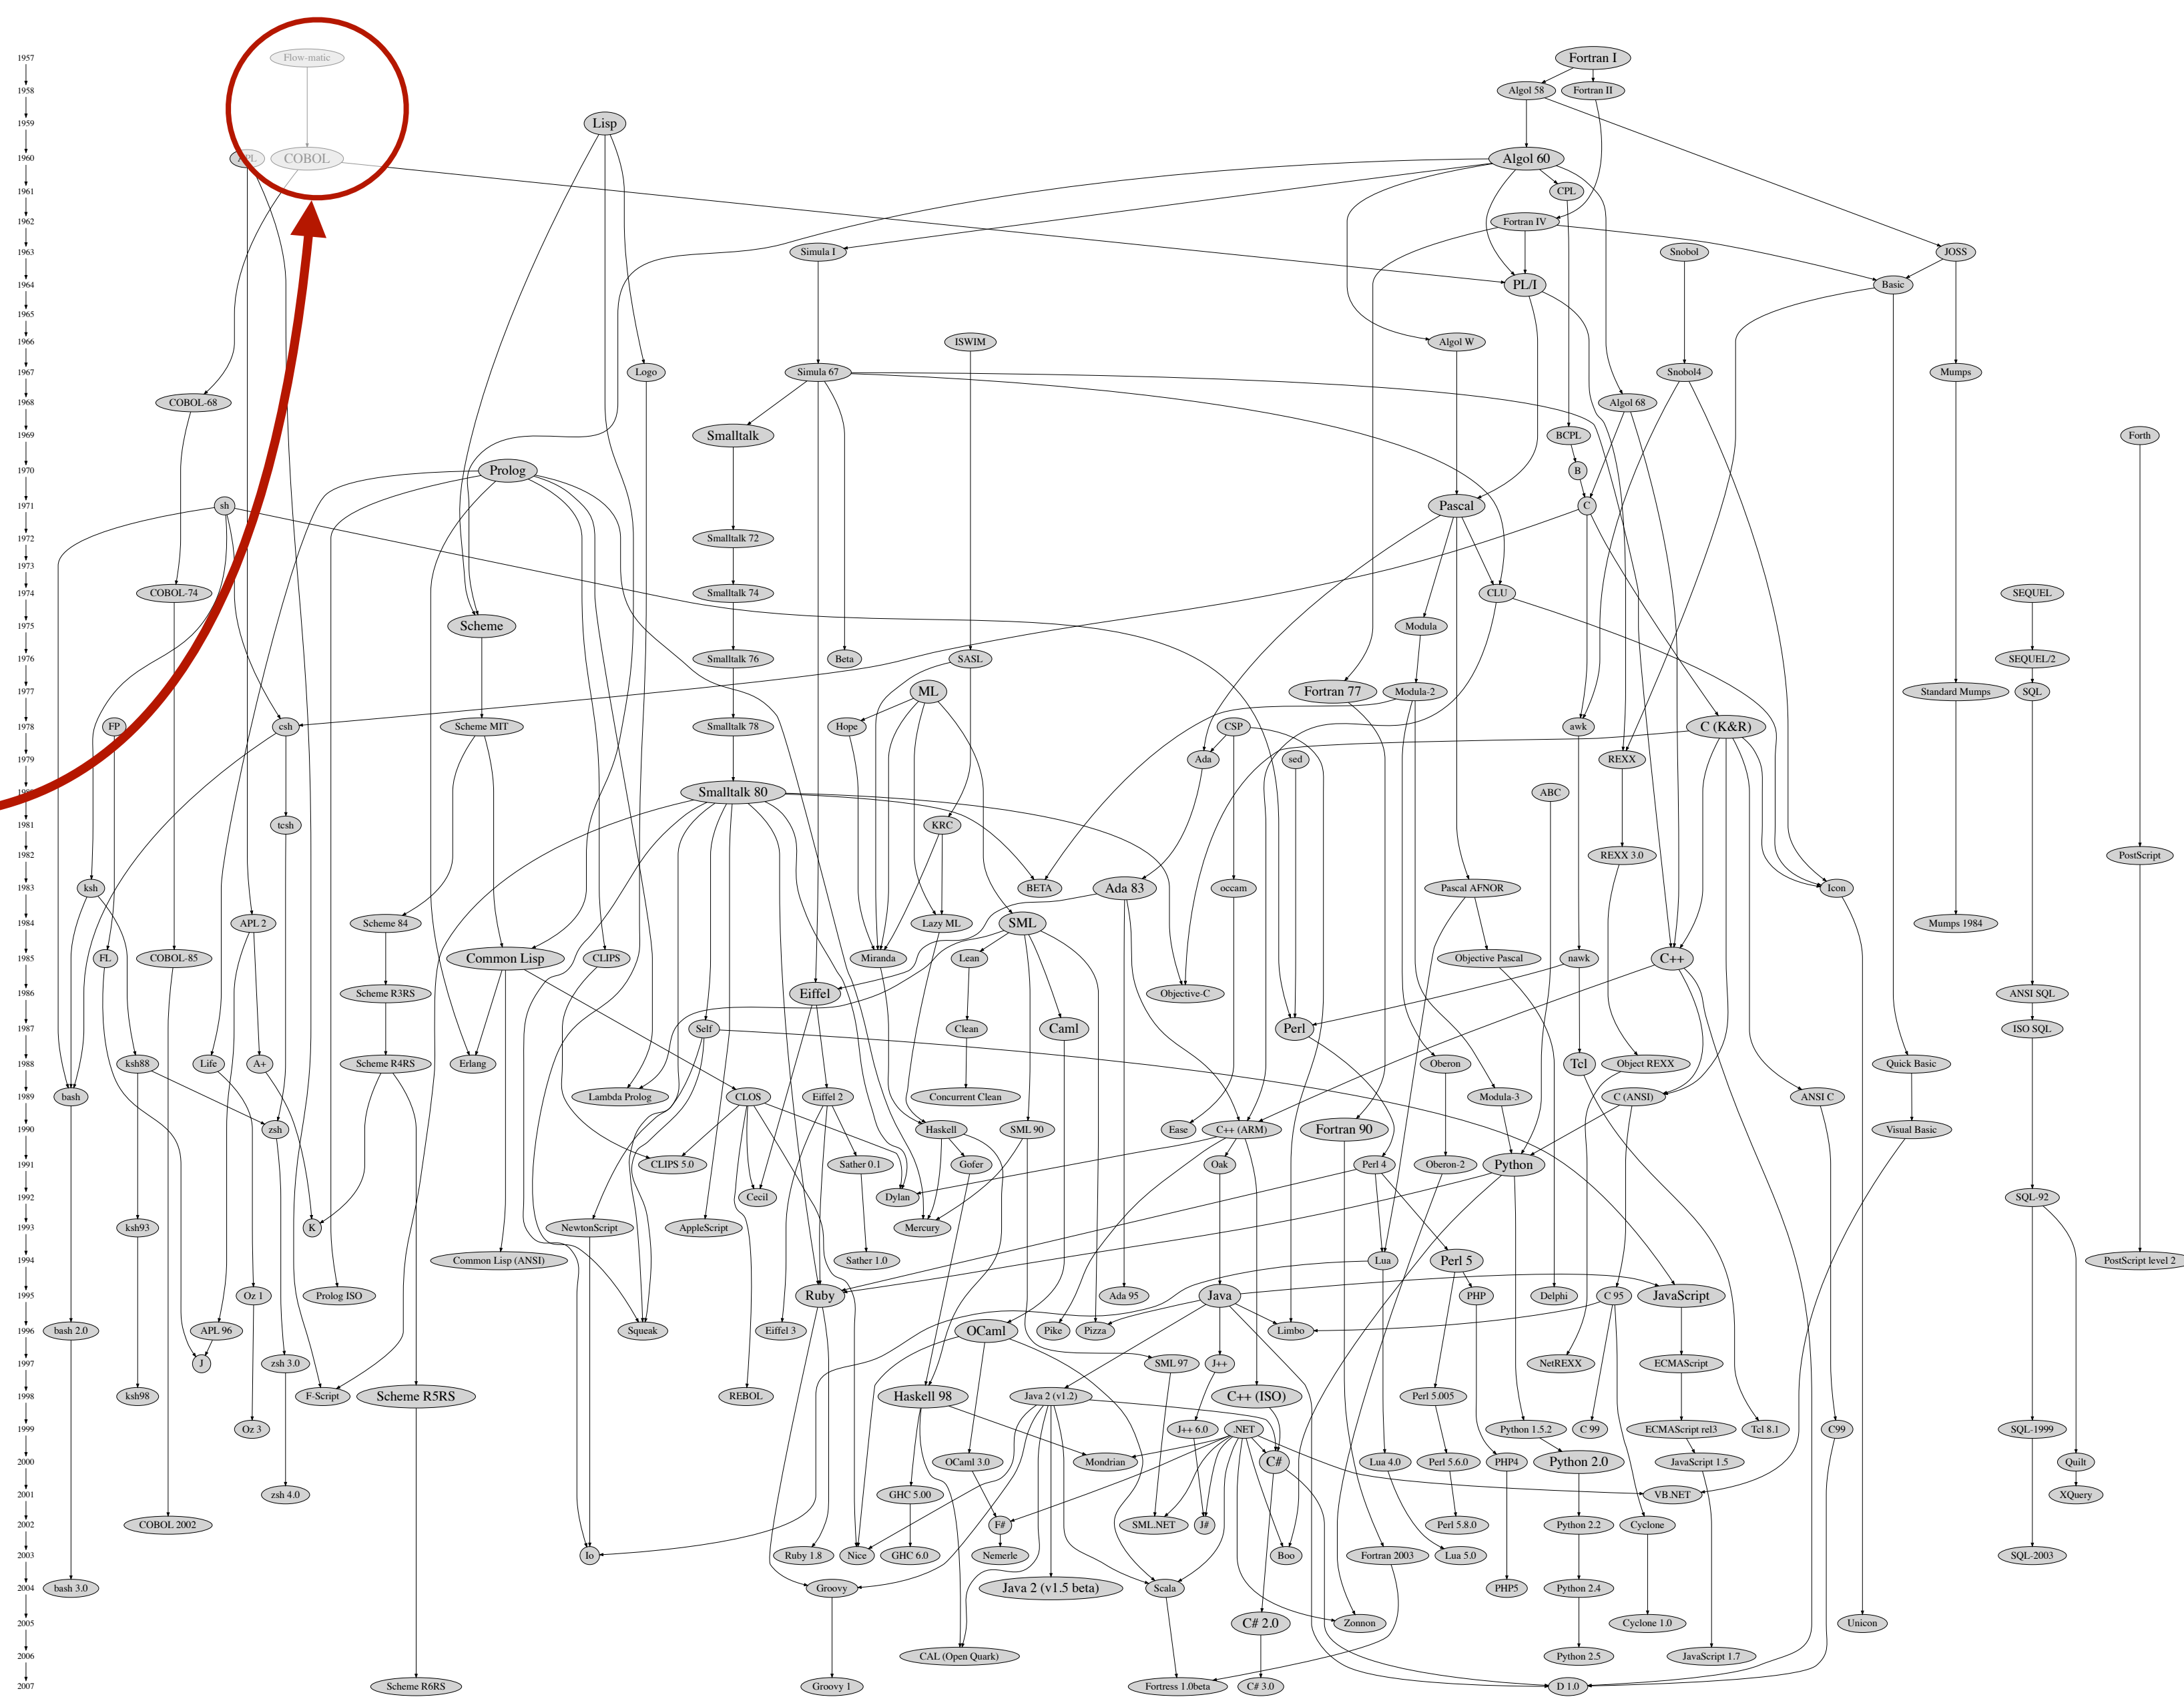 1957 Flow-matic Fortran I
1958 Algol 58 Fortran II
1959 Lisp
1960 APL COBOL Algol 60
1961 CPL
1962 Fortran IV
1963 Simula I Snobol JOSS
1964 PL/I Basic
1965
1966 ISWIM Algol W
1967 Logo Simula 67 Snobol4 Mumps
1968 COBOL-68 Algol 68
1969 Smalltalk BCPL Forth
1970 Prolog B
1971 sh Pascal C
1972 Smalltalk 72
1973
1974 COBOL-74 Smalltalk 74 CLU SEQUEL
1975 Scheme Modula
1976 Smalltalk 76 Beta SASL SEQUEL/2
1977 ML Fortran 77 Modula-2 Standard Mumps SQL
1978 FP csh Scheme MIT Smalltalk 78 Hope CSP awk C (K&R)
1979 Ada sed REXX
Smalltalk 80 ABC
1981 tcsh KRC
1982 REXX 3.0 PostScript
1983 ksh BETA Ada 83 occam Pascal AFNOR Icon
1984 APL 2 Scheme 84 Lazy ML SML Mumps 1984
1985 FL COBOL-85 Common Lisp CLIPS Miranda Lean Objective Pascal nawk C++
1986 Scheme R3RS Eiffel Objective-C ANSI SQL
1987 Self Clean Caml Perl ISO SQL
1988 ksh88 Life A+ Scheme R4RS Erlang Oberon Tcl Object REXX Quick Basic
1989 bash Lambda Prolog CLOS Eiffel 2 Concurrent Clean Modula-3 C (ANSI) ANSI C
1990 zsh Haskell SML 90 Ease C++ (ARM) Fortran 90 Visual Basic
1991 CLIPS 5.0 Sather 0.1 Gofer Oak Perl 4 Oberon-2 Python
1992 Cecil Dylan SQL-92
1993 ksh93 K NewtonScript AppleScript Mercury
1994 Common Lisp (ANSI) Sather 1.0 Lua Perl 5 PostScript level 2
1995 Oz 1 Prolog ISO Ruby Ada 95 Java PHP Delphi C 95 JavaScript
1996 bash 2.0 APL 96 Squeak Eiffel 3 OCaml Pike Pizza Limbo
1997 J zsh 3.0 SML 97 J++ NetREXX ECMAScript
1998 ksh98 F-Script Scheme R5RS REBOL Haskell 98 Java 2 (v1.2) C++ (ISO) Perl 5.005
1999 Oz 3 J++ 6.0 .NET Python 1.5.2 C 99 ECMAScript rel3 Tcl 8.1 C99 SQL-1999
2000 OCaml 3.0 Mondrian C# Lua 4.0 Perl 5.6.0 PHP4 Python 2.0 JavaScript 1.5 Quilt
2001 zsh 4.0 GHC 5.00 VB.NET XQuery
2002 COBOL 2002 F# SML.NET J# Perl 5.8.0 Python 2.2 Cyclone
2003 Io Ruby 1.8 Nice GHC 6.0 Nemerle Boo Fortran 2003 Lua 5.0 SQL-2003
2004 bash 3.0 Groovy Java 2 (v1.5 beta) Scala PHP5 Python 2.4
2005 C# 2.0 Zonnon Cyclone 1.0 Unicon
2006 CAL (Open Quark) Python 2.5 JavaScript 1.7
2007 Scheme R6RS Groovy 1 Fortress 1.0beta C# 3.0 D 1.0